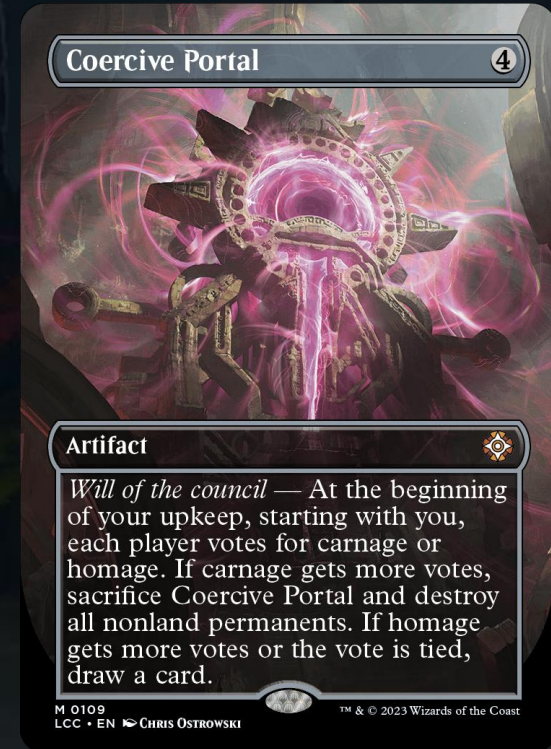 Coercive Portal 4
Artifact
Will of the council — At the beginning
of your upkeep, starting with you,
each player votes for carnage or
homage. If carnage gets more votes,
sacrifice Coercive Portal and destroy
all nonland permanents. If homage
gets more votes or the vote is tied,
draw a card.
M 0109
LCC • EN Chris Ostrowski
™ & © 2023 Wizards of the Coast